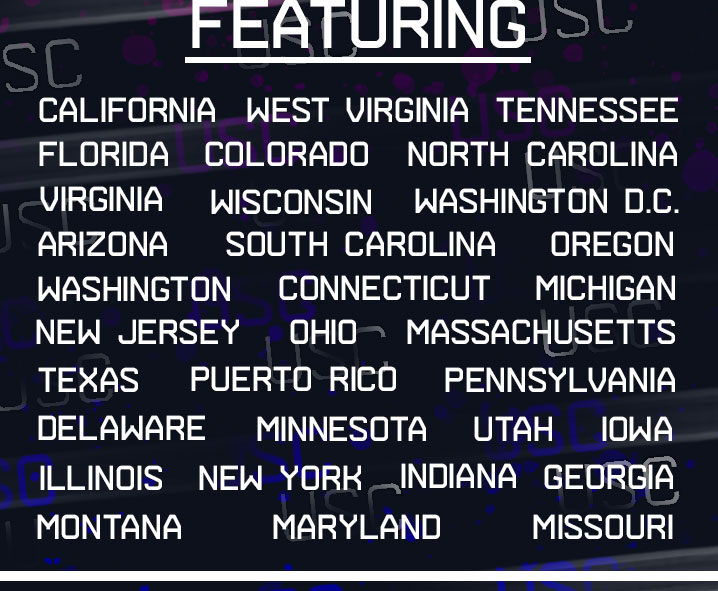 FEATURING
CALIFORNIA WEST VIRGINIA TENNESSEE
FLORIDA COLORADO NORTH CAROLINA
VIRGINIA WISCONSIN WASHINGTON D.C.
ARIZONA SOUTH CAROLINA OREGON
WASHINGTON CONNECTICUT MICHIGAN
NEW JERSEY OHIO MASSACHUSETTS
TEXAS PUERTO RICO PENNSYLVANIA
DELAWARE MINNESOTA UTAH IOWA
ILLINOIS NEW YORK INDIANA GEORGIA
MONTANA MARYLAND MISSOURI